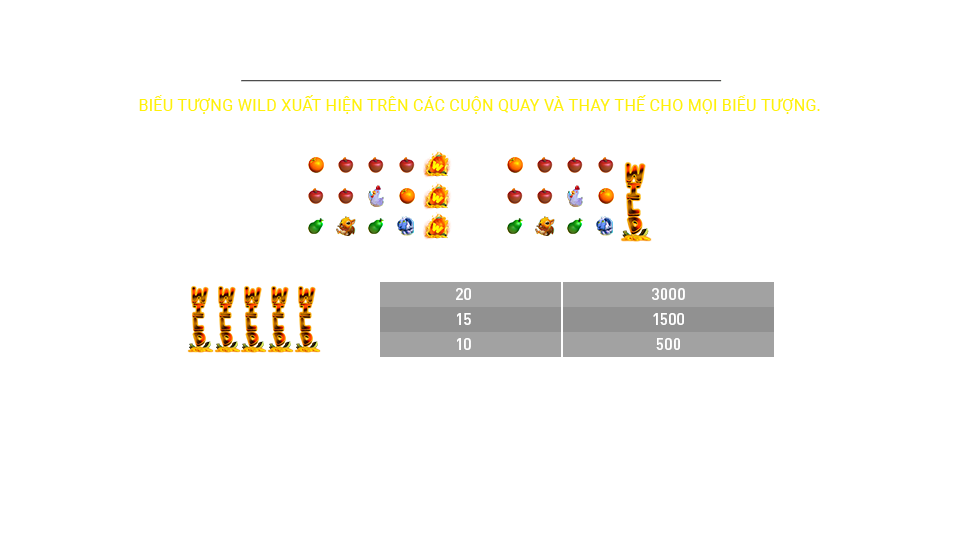 BIỂU TƯỢNG WILD XUẤT HIỆN TRÊN CÁC CUỘN QUAY VÀ THAY THẾ CHO MỌI BIỂU TƯỢNG.
W WILD
W
W
WILD WILD WILD WILD WILD
20 3000
15 1500
10 500